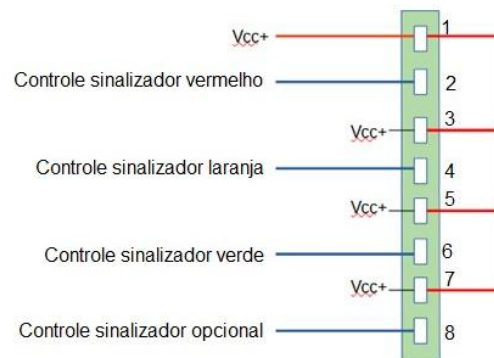 Vcc+ 1
Controle sinalizador vermelho 2
Vcc+ 3
Controle sinalizador laranja 4
Vcc+ 5
Controle sinalizador verde 6
Vcc+ 7
Controle sinalizador opcional 8